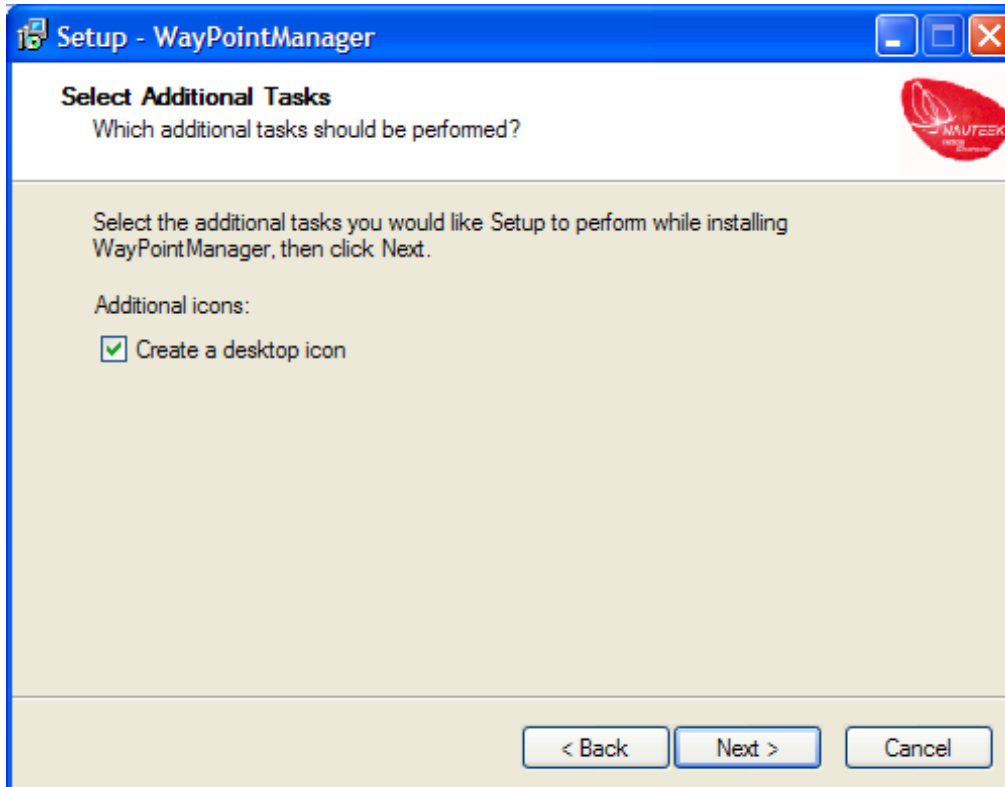 Setup - WayPointManager
Select Additional Tasks
Which additional tasks should be performed?
NAUTEEK
Select the additional tasks you would like Setup to perform while installing
WayPointManager, then click Next.
Additional icons:
Create a desktop icon
< Back
Next >
Cancel